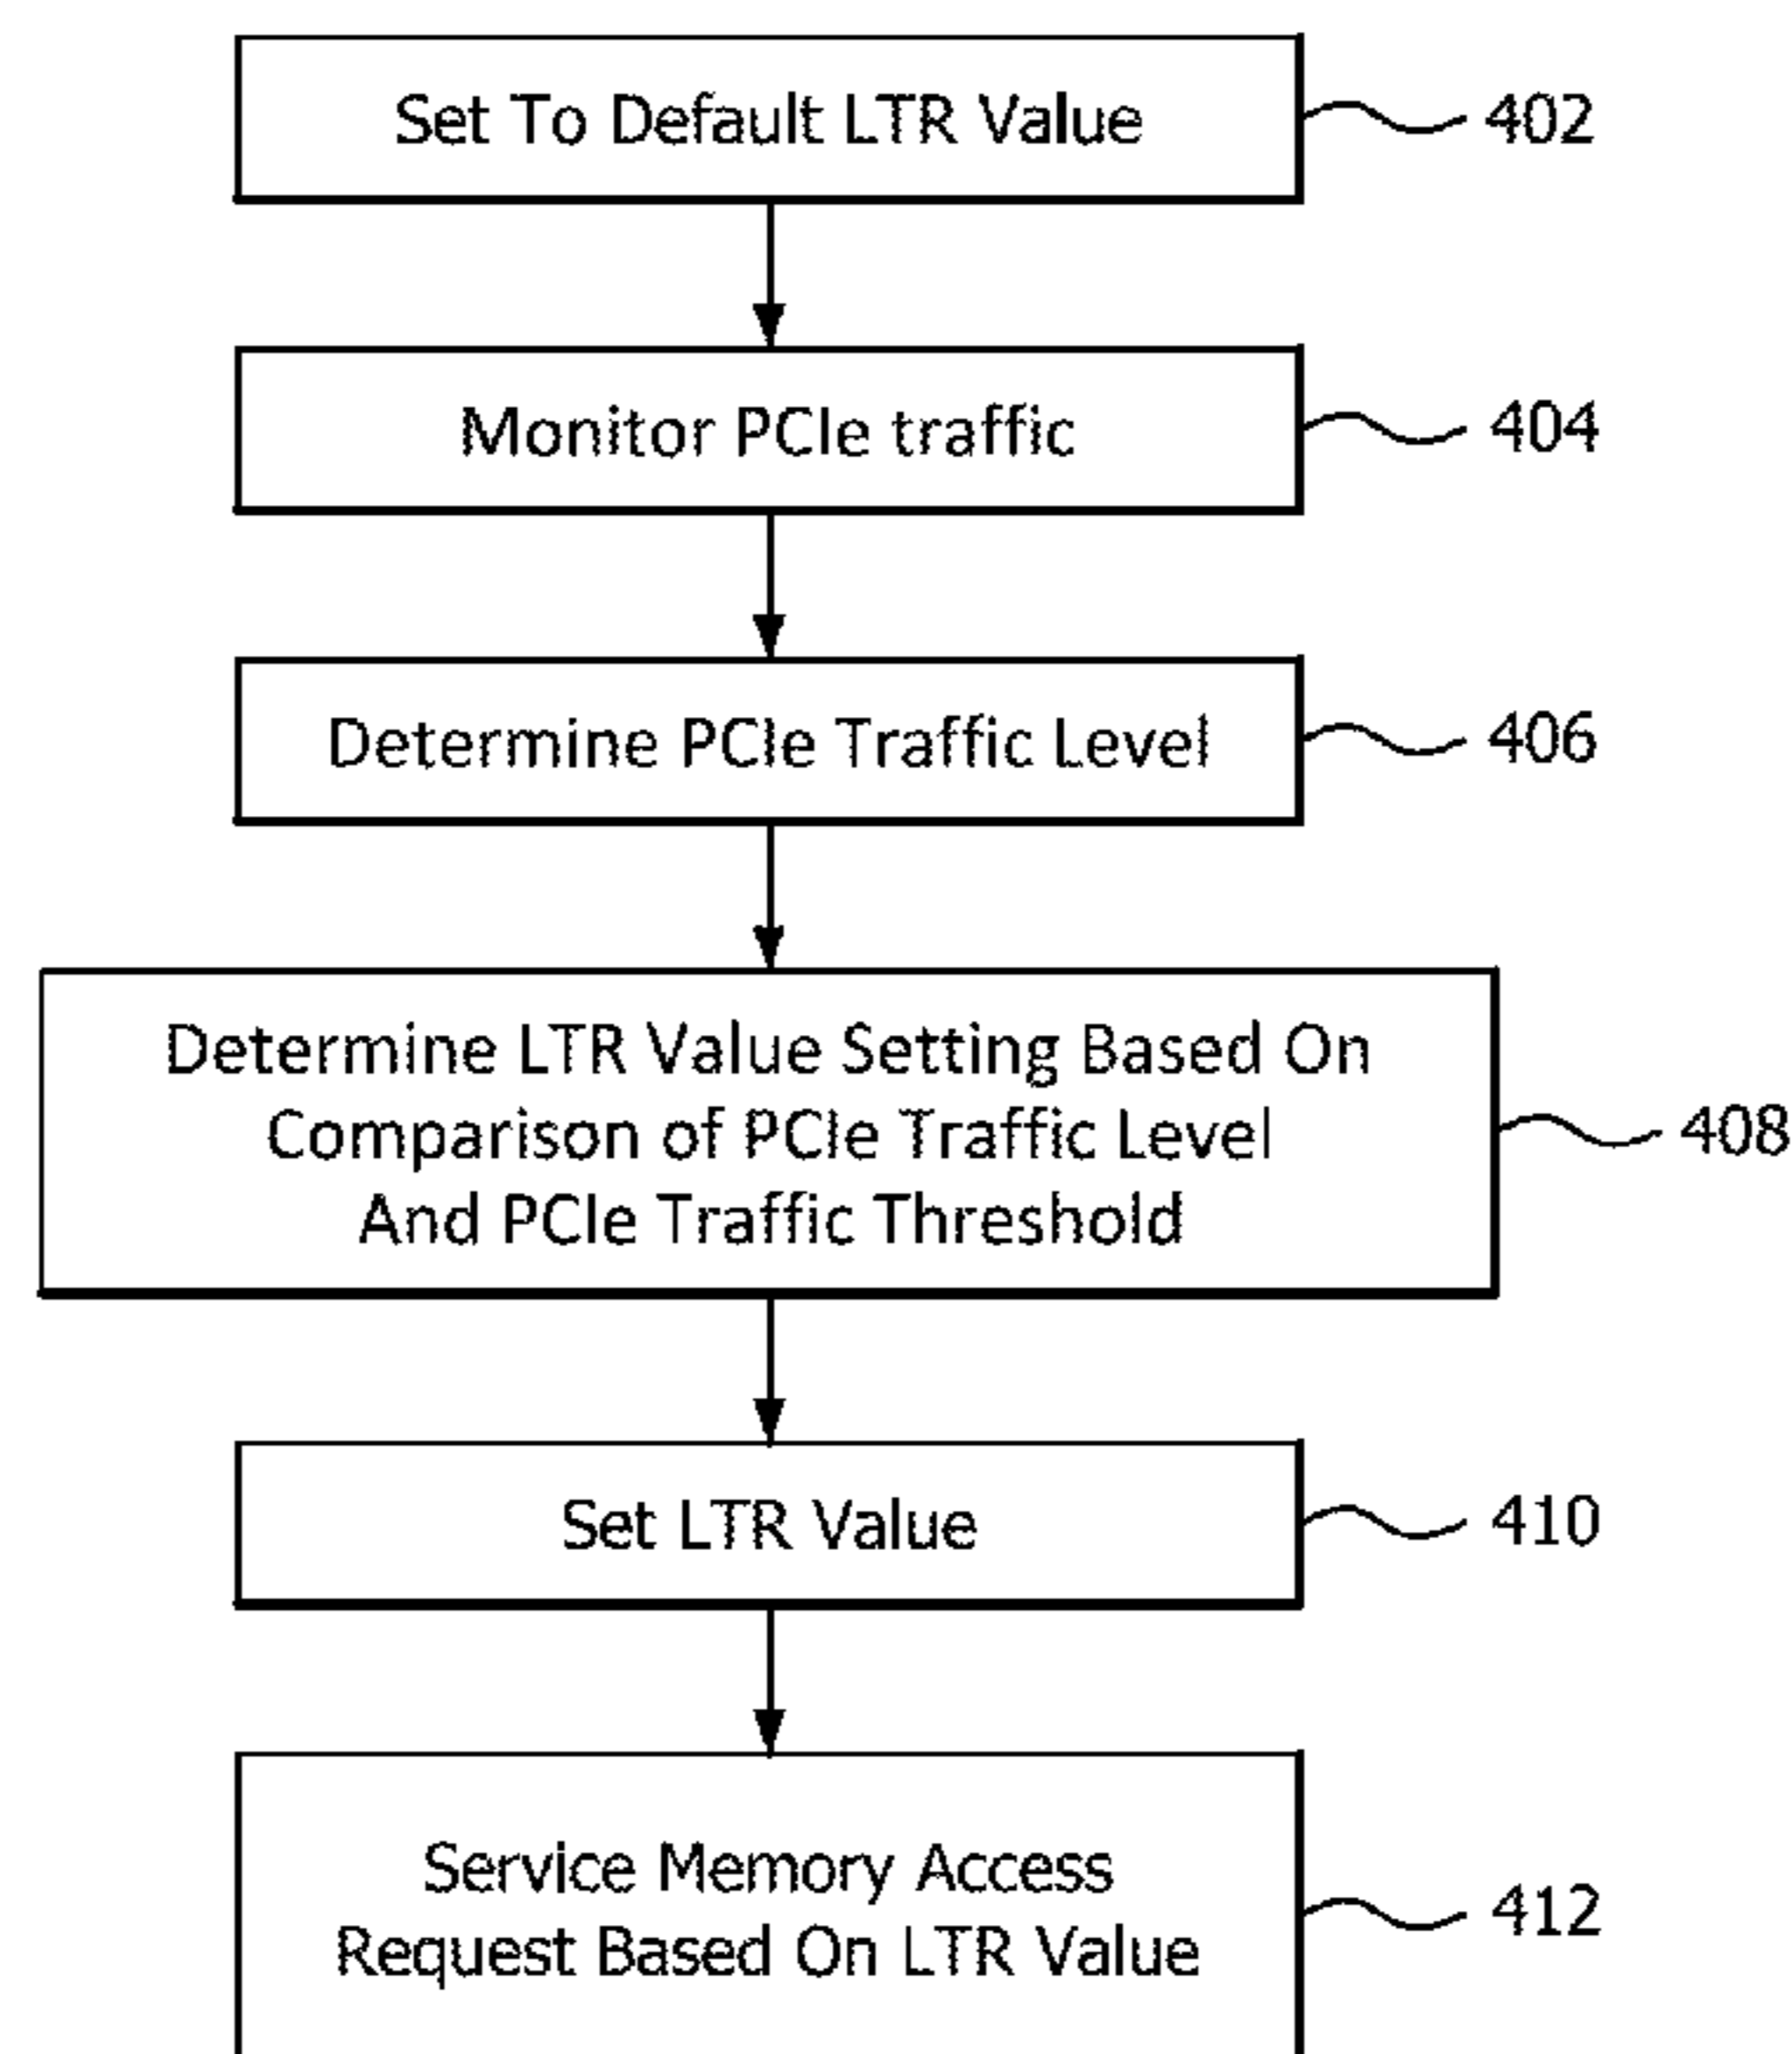 Set To Default LTR Value
402
Monitor PCIe traffic
404
Determine PCIe Traffic Level
406
Determine LTR Value Setting Based On
Comparison of PCIe Traffic Level
And PCIe Traffic Threshold
408
Set LTR Value
410
Service Memory Access
Request Based On LTR Value
412